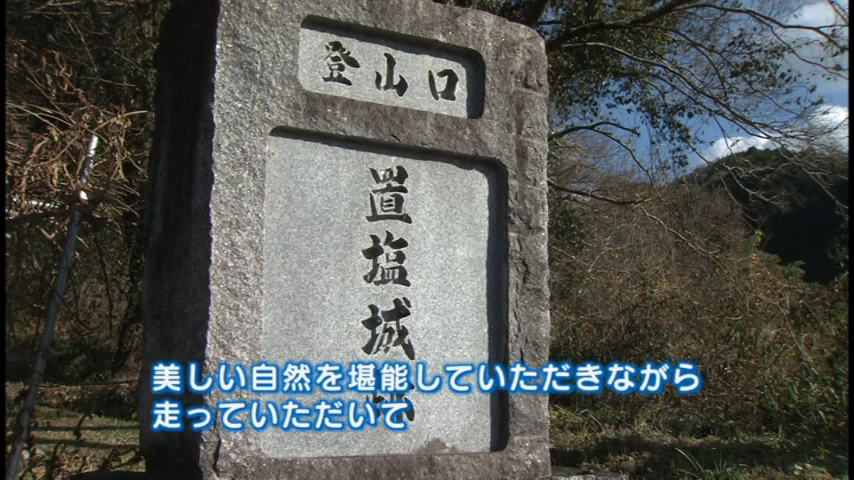 登山口
置塩城
美しい自然を堪能していただきながら
走っていただいて